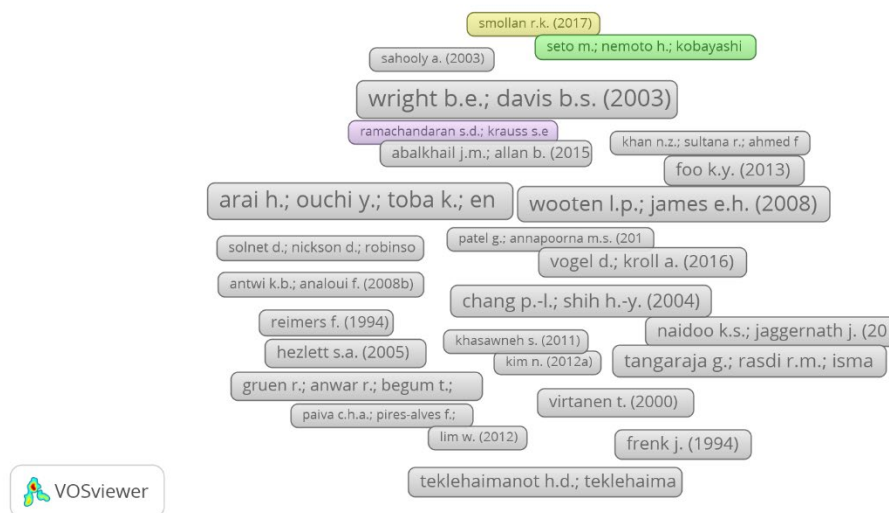 smollan r.k. (2017)
seto m.; nemoto h.; kobayashi
sahooly a. (2003)
wright b.e.; davis b.s. (2003)
ramachandaran s.d.; krauss s.e
abalkhail j.m.; allan b. (2015
khan n.z.; sultana r.; ahmed f
foo k.y. (2013)
arai h.; ouchi y.; toba k.; en
wooten l.p.; james e.h. (2008)
solnet d.; nickson d.; robinso
patel g.; annapoorna m.s. (201
vogel d.; kroll a. (2016)
antwi k.b.; analoui f. (2008b)
chang p.-l.; shih h.-y. (2004)
reimers f. (1994)
naidoo k.s.; jaggernath j. (20
khasawneh s. (2011)
hezlett s.a. (2005)
kim n. (2012a)
tangaraja g.; rasdi r.m.; isma
gruen r.; anwar r.; begum t.;
virtanen t. (2000)
paiva c.h.a.; pires-alves f.;
lim w. (2012)
frenk j. (1994)
teklehaimanot h.d.; teklehaima
VOSviewer